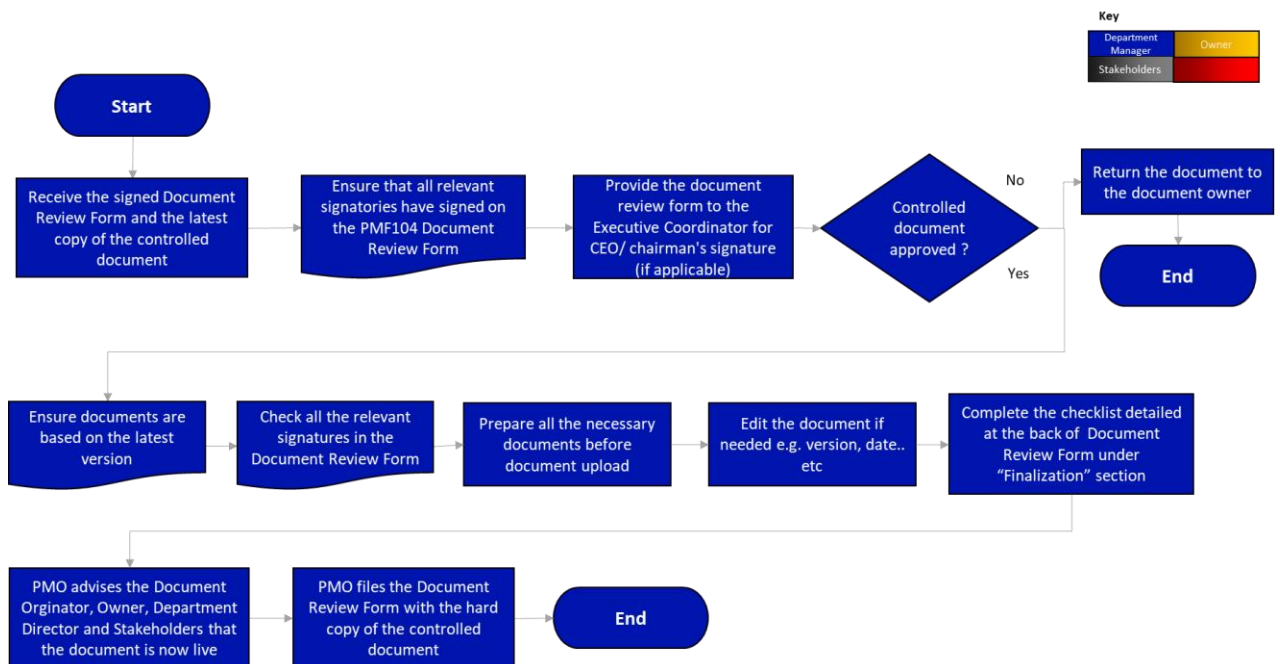 Key
Department
Manager
Owner
Stakeholders
Start
Receive the signed Document
Review Form and the latest
copy of the controlled
document
Ensure that all relevant
signatories have signed on
the PMF104 Document
Review Form
Provide the document
review form to the
Executive Coordinator for
CEO/ chairman's signature
(if applicable)
Controlled
document
approved ?
No
Yes
Return the document to
the document owner
End
Ensure documents are
based on the latest
version
Check all the relevant
signatures in the
Document Review Form
Prepare all the necessary
documents before
document upload
Edit the document if
needed e.g. version, date..
etc
Complete the checklist detailed
at the back of Document
Review Form under
“Finalization” section
PMO advises the Document
Orginator, Owner, Department
Director and Stakeholders that
the document is now live
PMO files the Document
Review Form with the hard
copy of the controlled
document
End